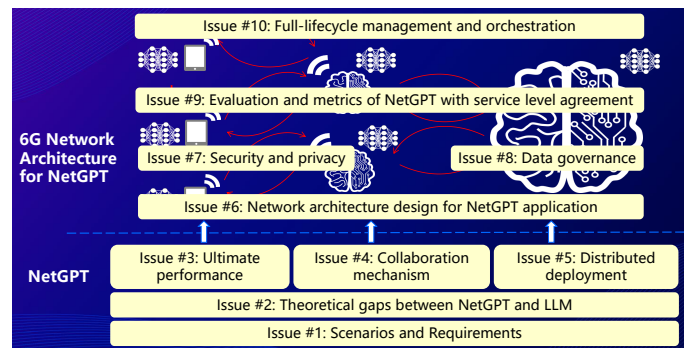 Issue #10: Full-lifecycle management and orchestration
Issue #9: Evaluation and metrics of NetGPT with service level agreement
6G Network
Architecture
for NetGPT
Issue #7: Security and privacy
Issue #8: Data governance
Issue #6: Network architecture design for NetGPT application
NetGPT
Issue #3: Ultimate
performance
Issue #4: Collaboration
mechanism
Issue #5: Distributed
deployment
Issue #2: Theoretical gaps between NetGPT and LLM
Issue #1: Scenarios and Requirements